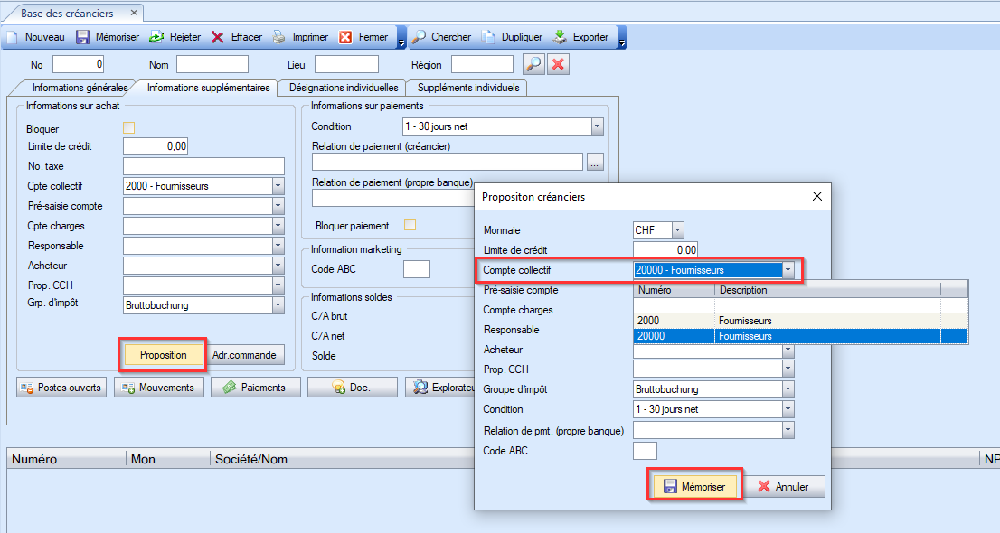 Base des créanciers
Nouveau Mémoriser Rejeter Effacer Imprimer Fermer Chercher Dupliquer Exporter
No 0 Nom Lieu Région
Informations générales Informations supplémentaires Désignations individuelles Suppléments individuels
Informations sur achat
Bloquer
Limite de crédit 0,00
No. taxe
Cpte collectif 2000 - Fournisseurs
Pré-saisie compte
Cpte charges
Responsable
Acheteur
Prop. CCH
Grp. d'impôt Bruttobuchung
Proposition Adr.commande
Informations sur paiements
Condition 1 - 30 jours net
Relation de paiement (créancier)
...
Relation de paiement (propre banque)
Bloquer paiement
Information marketing
Code ABC
Informations soldes
C/A brut
C/A net
Solde
Postes ouverts Mouvements Paiements Doc. Explorateu
Numéro Mon Société/Nom NP
Propositon créanciers
Monnaie CHF
Limite de crédit 0,00
Compte collectif 20000 - Fournisseurs
Numéro Description
2000 Fournisseurs
20000 Fournisseurs
Pré-saisie compte
Compte charges
Responsable
Acheteur
Prop. CCH
Groupe d'impôt Bruttobuchung
Condition 1 - 30 jours net
Relation de pmt. (propre banque)
Code ABC
Mémoriser Annuler